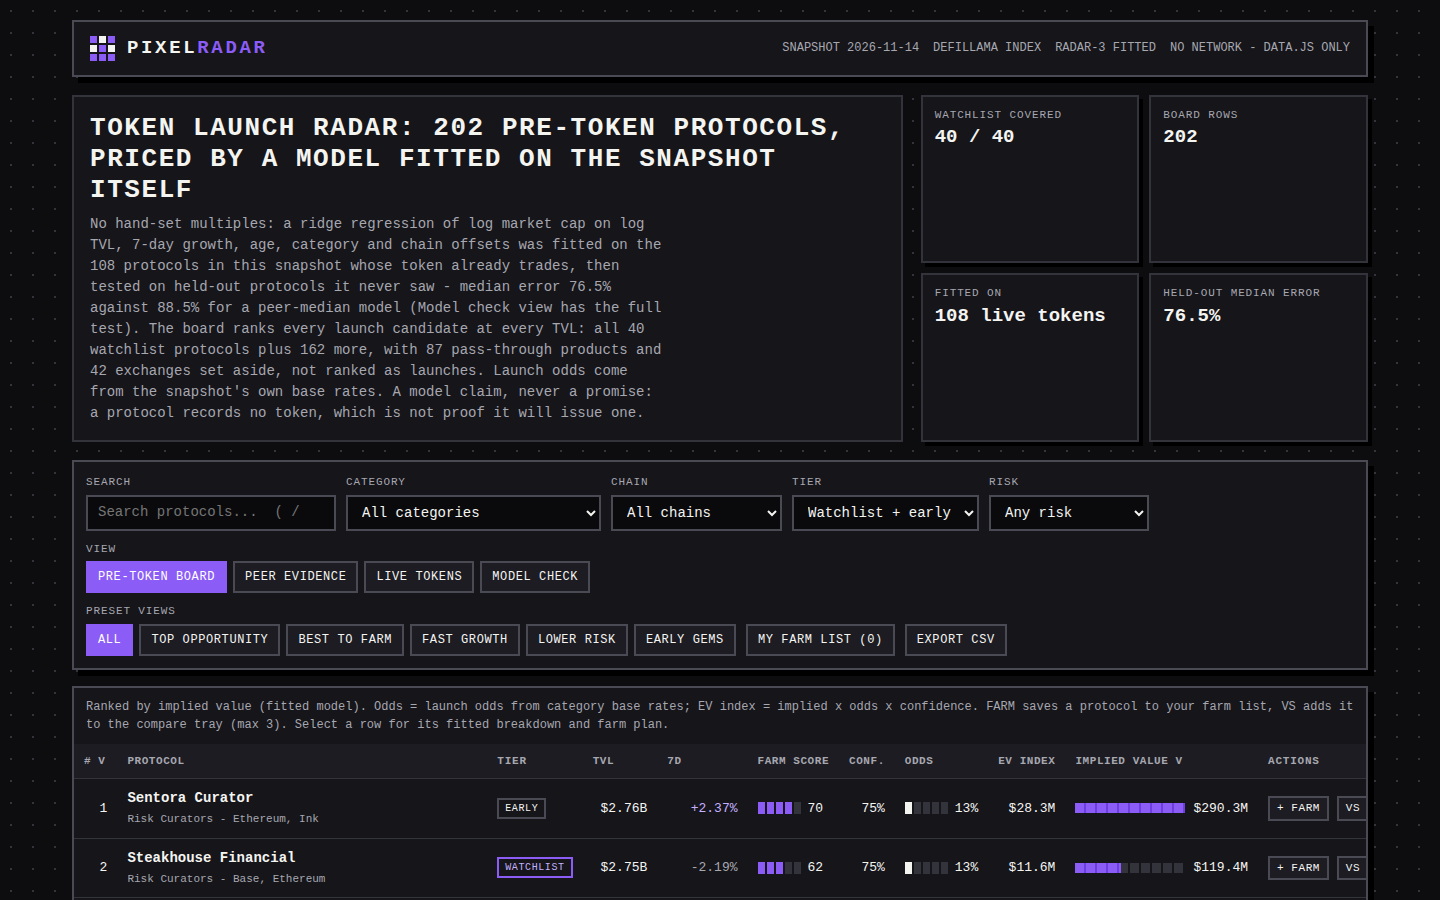 PIXELRADAR
SNAPSHOT 2026-11-14 DEFILLAMA INDEX RADAR-3 FITTED NO NETWORK - DATA.JS ONLY
TOKEN LAUNCH RADAR: 202 PRE-TOKEN PROTOCOLS,
PRICED BY A MODEL FITTED ON THE SNAPSHOT
ITSELF
No hand-set multiples: a ridge regression of log market cap on log
TVL, 7-day growth, age, category and chain offsets was fitted on the
108 protocols in this snapshot whose token already trades, then
tested on held-out protocols it never saw - median error 76.5%
against 88.5% for a peer-median model (Model check view has the full
test). The board ranks every launch candidate at every TVL: all 40
watchlist protocols plus 162 more, with 87 pass-through products and
42 exchanges set aside, not ranked as launches. Launch odds come
from the snapshot's own base rates. A model claim, never a promise:
a protocol records no token, which is not proof it will issue one.
WATCHLIST COVERED
40 / 40
BOARD ROWS
202
FITTED ON
108 live tokens
HELD-OUT MEDIAN ERROR
76.5%
SEARCH CATEGORY CHAIN TIER RISK
Search protocols... ( / All categories All chains Watchlist + early Any risk
VIEW
PRE-TOKEN BOARD PEER EVIDENCE LIVE TOKENS MODEL CHECK
PRESET VIEWS
ALL TOP OPPORTUNITY BEST TO FARM FAST GROWTH LOWER RISK EARLY GEMS MY FARM LIST (0) EXPORT CSV
Ranked by implied value (fitted model). Odds = launch odds from category base rates; EV index = implied x odds x confidence. FARM saves a protocol to your farm list, VS adds it
to the compare tray (max 3). Select a row for its fitted breakdown and farm plan.
# V PROTOCOL TIER TVL 7D FARM SCORE CONF. ODDS EV INDEX IMPLIED VALUE V ACTIONS
1 Sentora Curator EARLY $2.76B +2.37% 70 75% 13% $28.3M $290.3M + FARM VS
Risk Curators - Ethereum, Ink
2 Steakhouse Financial WATCHLIST $2.75B -2.19% 62 75% 13% $11.6M $119.4M + FARM VS
Risk Curators - Base, Ethereum